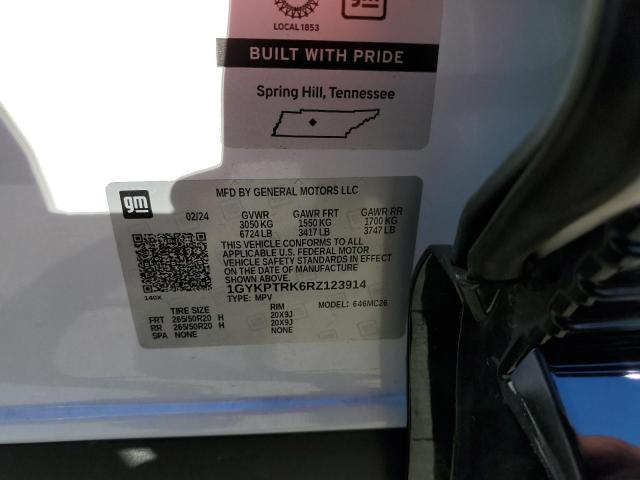 LOCAL 1853
gm
BUILT WITH PRIDE
Spring Hill, Tennessee
gm
MFD BY GENERAL MOTORS LLC
02/24 GVWR GAWR FRT GAWR RR
3050 KG 1550 KG 1700 KG
6724 LB 3417 LB 3747 LB
THIS VEHICLE CONFORMS TO ALL
APPLICABLE U.S. FEDERAL MOTOR
VEHICLE SAFETY STANDARDS IN EFFECT
ON THE DATE OF MANUFACTURE SHOWN ABOVE.
1GYKPTRK6RZ123914
140X TYPE: MPV MODEL: 646MC26
TIRE SIZE RIM
FRT 265/50R20 H 20X9J
RR 265/50R20 H 20X9J
SPA NONE NONE